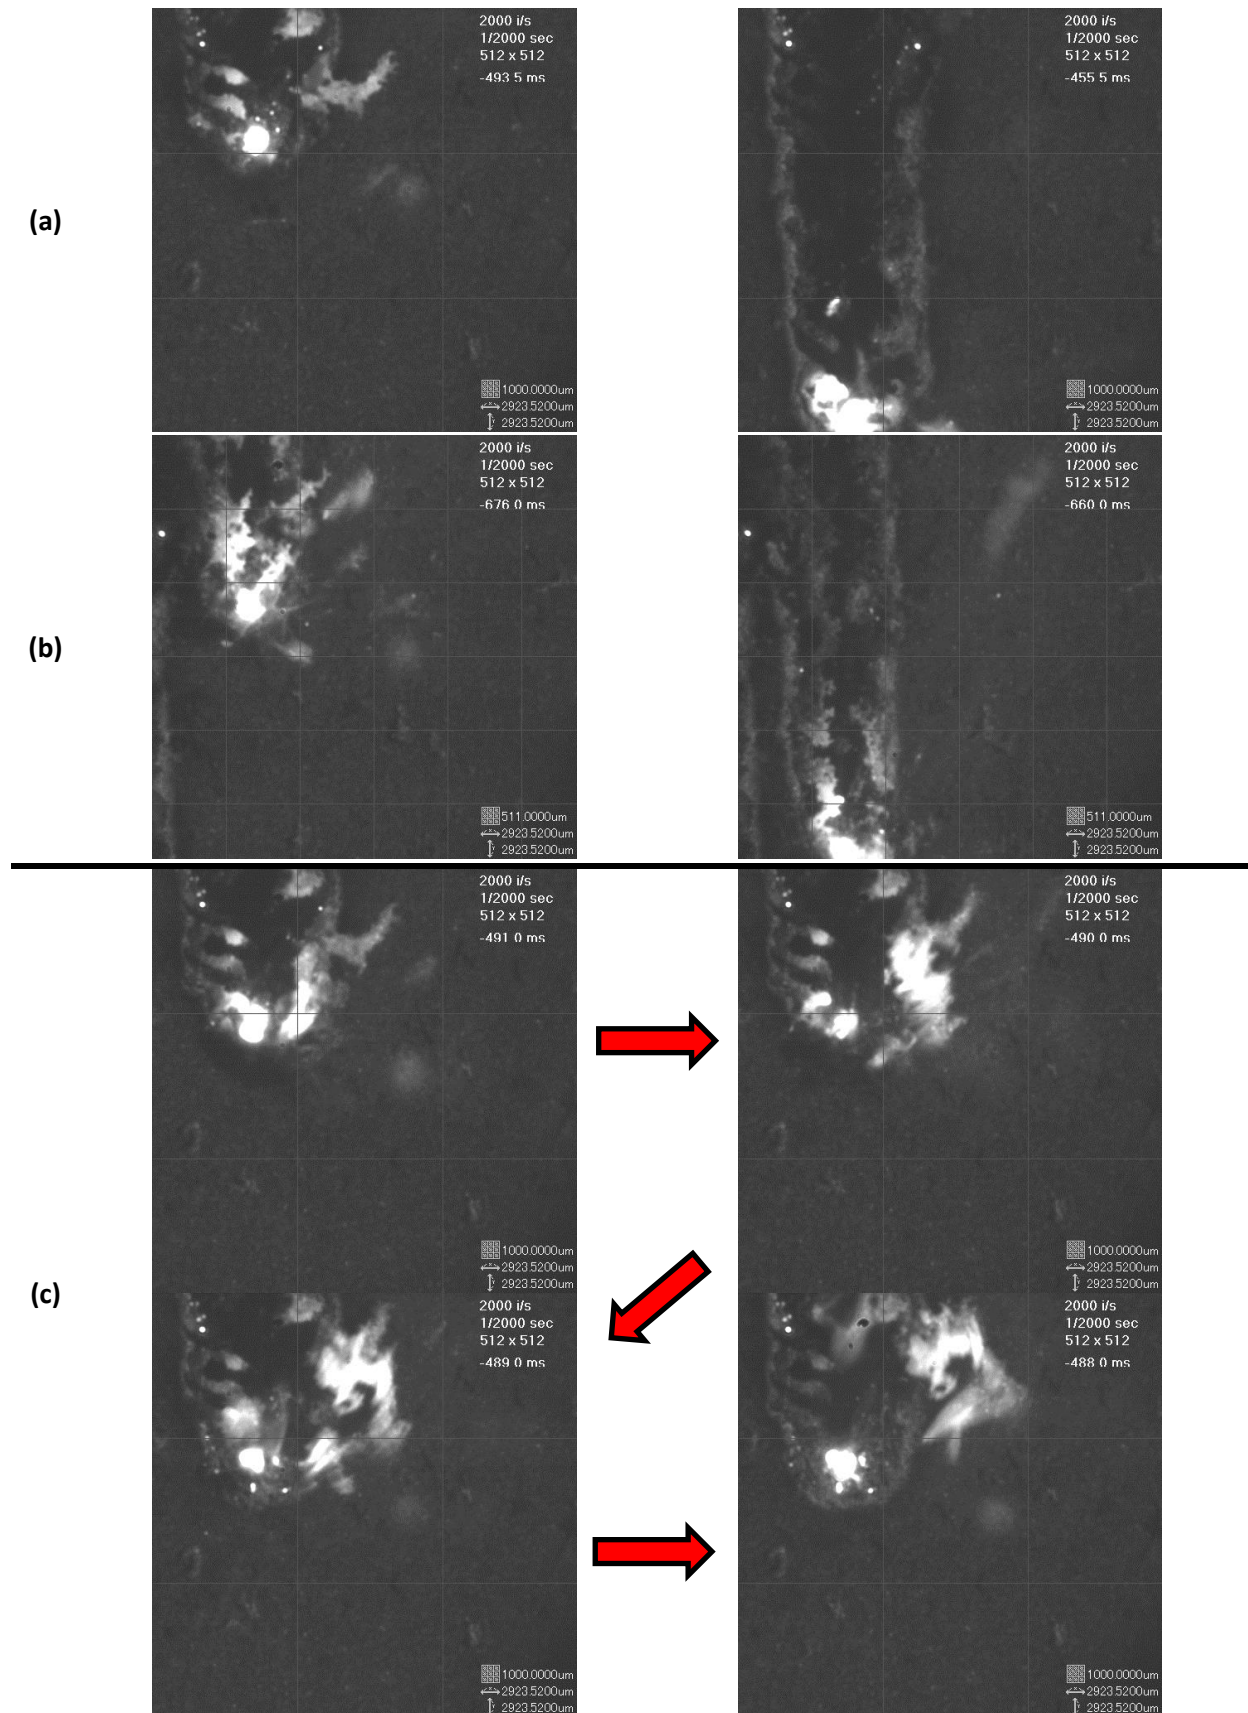 (a)
2000 i/s
1/2000 sec
512 x 512
-493.5 ms
1000.0000um
2923.5200um
2923.5200um
2000 i/s
1/2000 sec
512 x 512
-455.5 ms
1000.0000um
2923.5200um
2923.5200um
(b)
2000 i/s
1/2000 sec
512 x 512
-676.0 ms
511.0000um
2923.5200um
2923.5200um
2000 i/s
1/2000 sec
512 x 512
-660.0 ms
511.0000um
2923.5200um
2923.5200um
(c)
2000 i/s
1/2000 sec
512 x 512
-491.0 ms
1000.0000um
2923.5200um
2923.5200um
2000 i/s
1/2000 sec
512 x 512
-490.0 ms
1000.0000um
2923.5200um
2923.5200um
2000 i/s
1/2000 sec
512 x 512
-489.0 ms
1000.0000um
2923.5200um
2923.5200um
2000 i/s
1/2000 sec
512 x 512
-488.0 ms
1000.0000um
2923.5200um
2923.5200um